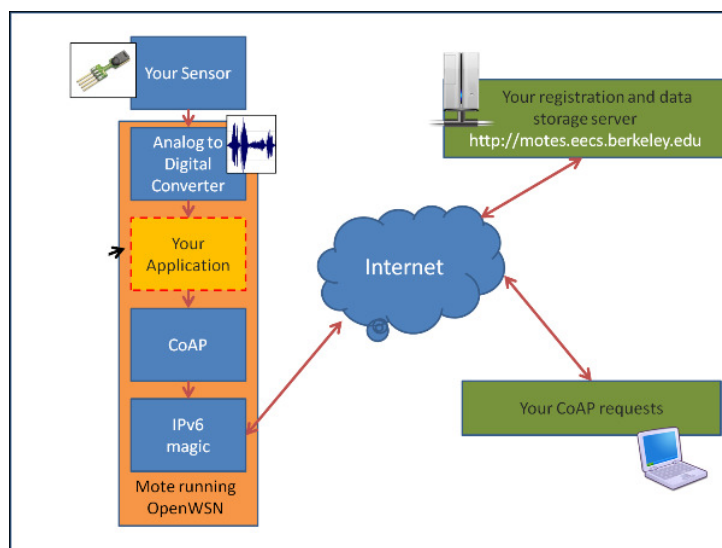 Your Sensor
Analog to
Digital
Converter
Your
Application
CoAP
IPv6
magic
Mote running
OpenWSN
Internet
Your registration and data
storage server
http://motes.eecs.berkeley.edu
Your CoAP requests